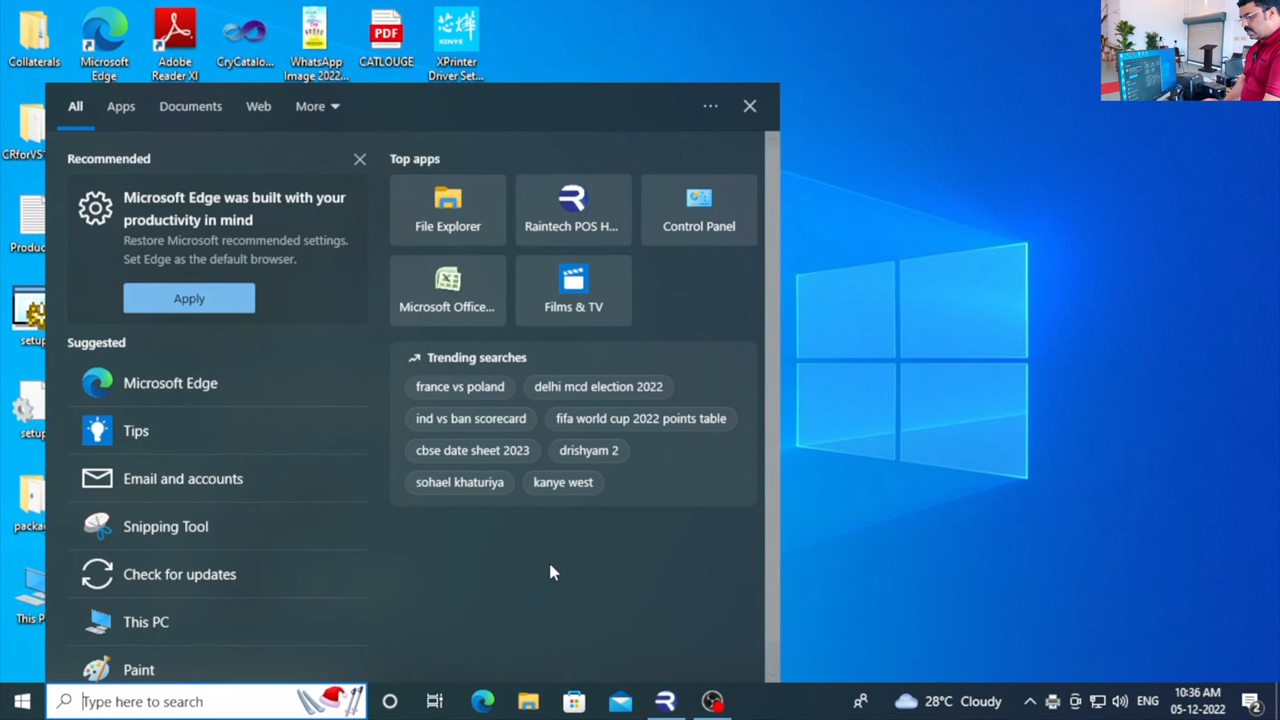 Collaterals
Microsoft
Edge
Adobe
Reader XI
CryCatalo...
WhatsApp
Image 2022...
PDF
CATLOUGE
芯烨
XINYE
XPrinter
Driver Set...
CRforVS
Produc
setup
setup
packa
This P
All
Apps
Documents
Web
More
Recommended
Microsoft Edge was built with your
productivity in mind
Restore Microsoft recommended settings.
Set Edge as the default browser.
Apply
Suggested
Microsoft Edge
Tips
Email and accounts
Snipping Tool
Check for updates
This PC
Paint
Top apps
File Explorer
Raintech POS H...
Control Panel
Microsoft Office...
Films & TV
Trending searches
france vs poland
delhi mcd election 2022
ind vs ban scorecard
fifa world cup 2022 points table
cbse date sheet 2023
drishyam 2
sohael khaturiya
kanye west
Type here to search
28°C Cloudy
ENG
10:36 AM
05-12-2022
2